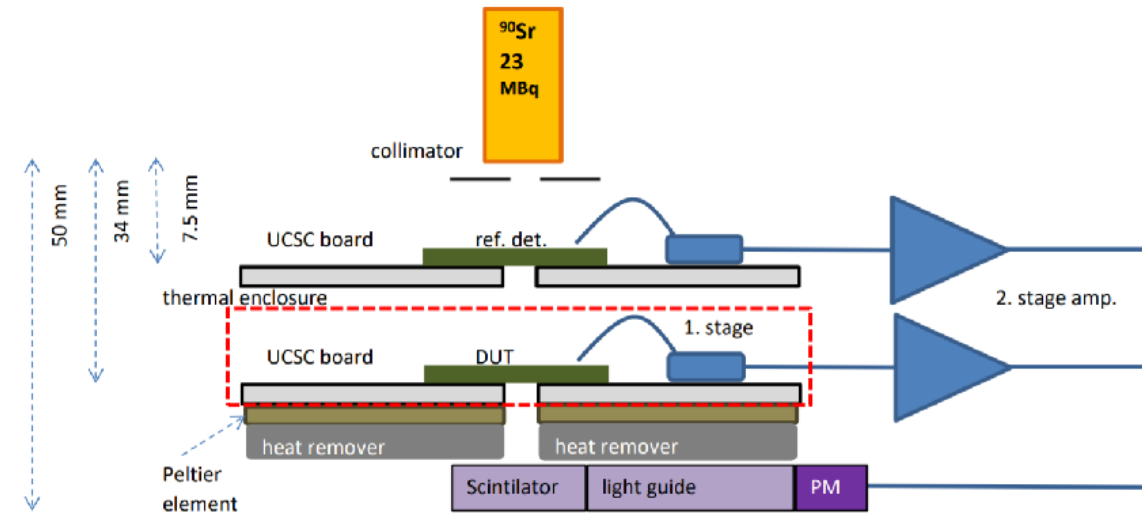 ⁹⁰Sr
23
MBq
collimator
50 mm
34 mm
7.5 mm
UCSC board
ref. det.
thermal enclosure
2. stage amp.
1. stage
UCSC board
DUT
heat remover
heat remover
Peltier
element
Scintilator
light guide
PM